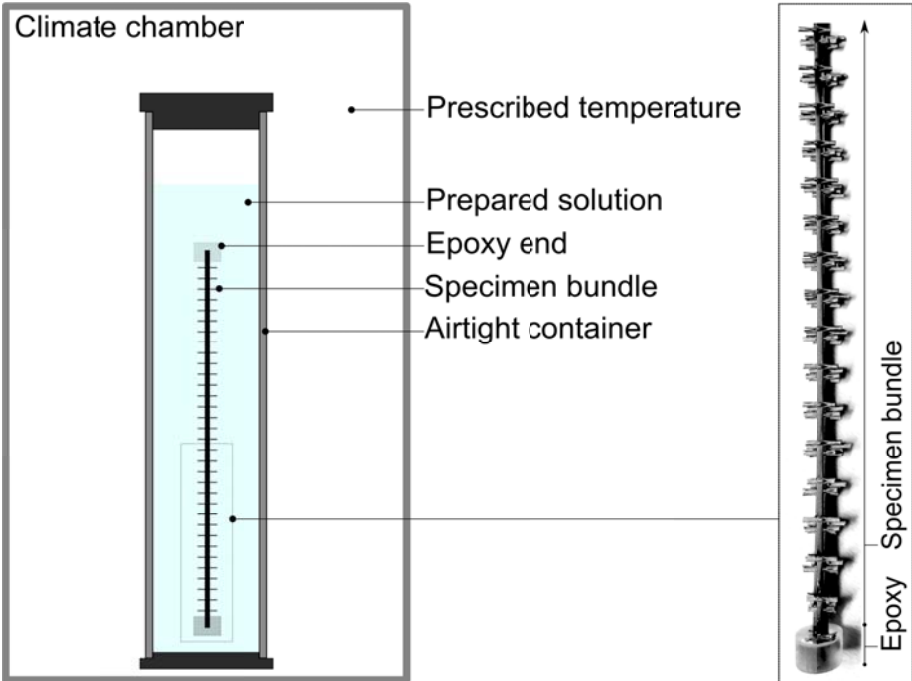 Climate chamber
Prescribed temperature
Prepared solution
Epoxy end
Specimen bundle
Airtight container
Specimen bundle
Epoxy